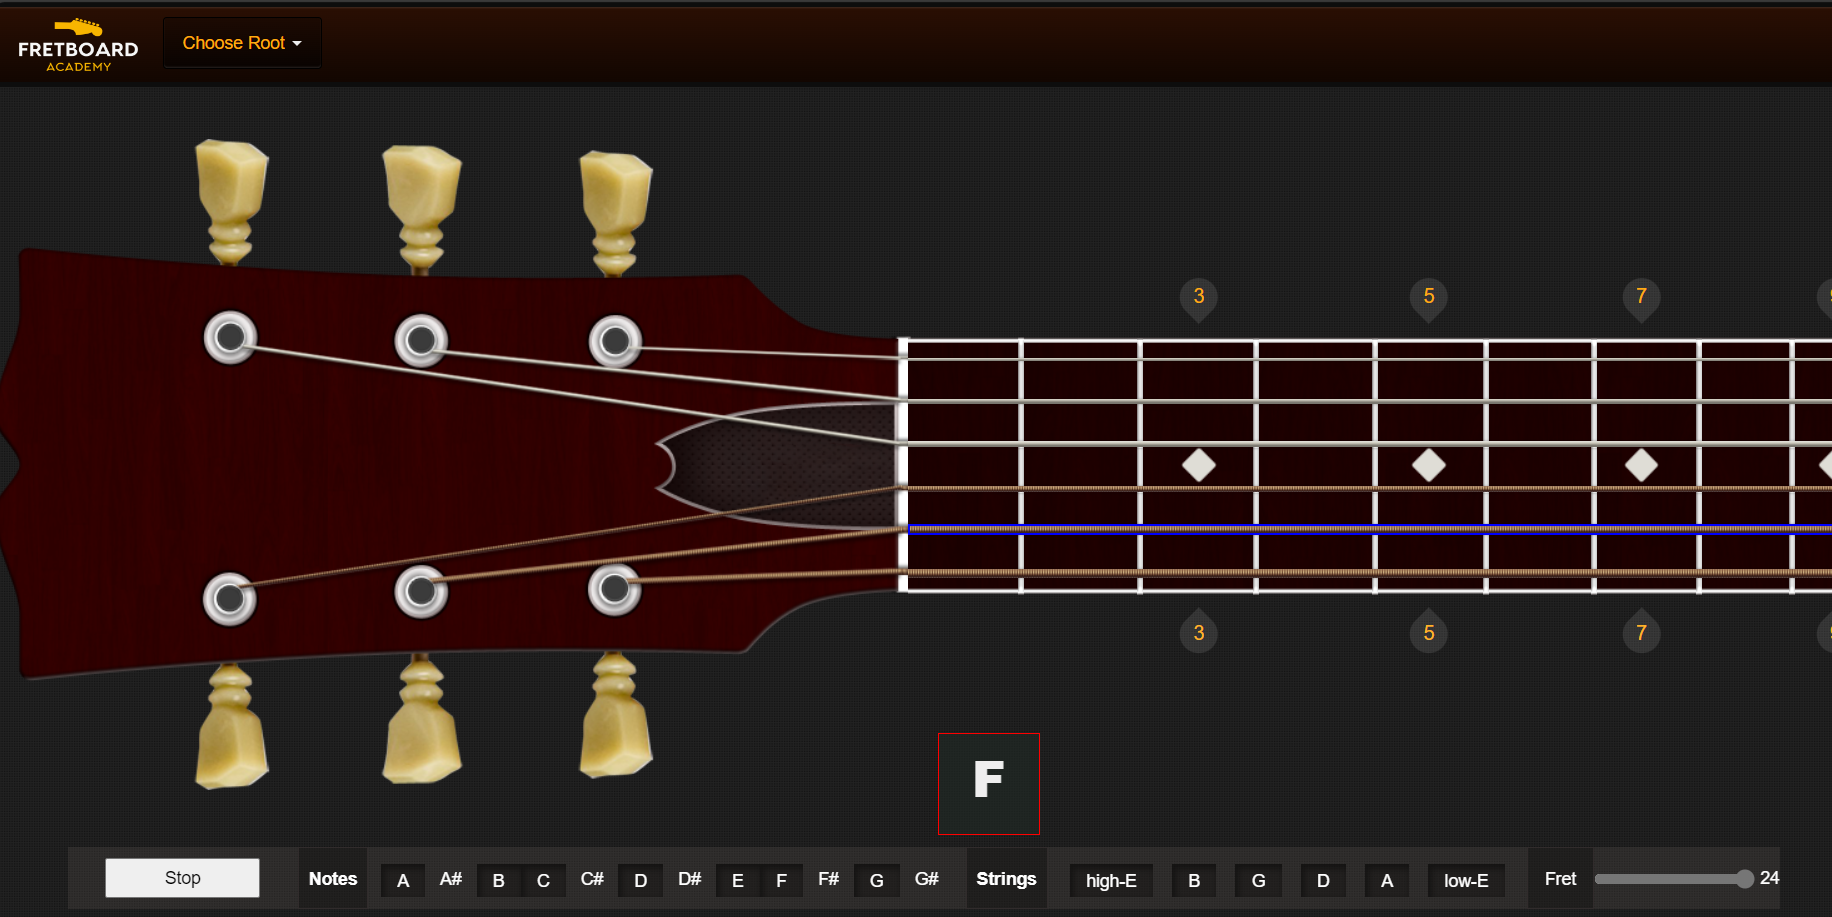 FRETBOARD
ACADEMY
Choose Root
3 5 7
3 5 7
F
Stop Notes A A# B C C# D D# E F F# G G# Strings high-E B G D A low-E Fret 24